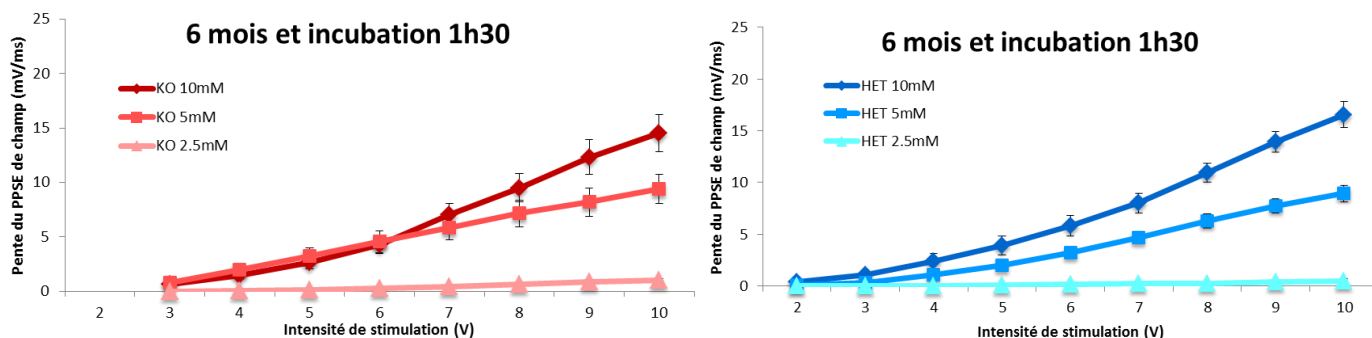 6 mois et incubation 1h30
Pente du PPSE de champ (mV/ms)
25
20
15
10
5
0
KO 10mM
KO 5mM
KO 2.5mM
2 3 4 5 6 7 8 9 10
Intensité de stimulation (V)
6 mois et incubation 1h30
Pente du PPSE de champ (mV/ms)
25
20
15
10
5
0
HET 10mM
HET 5mM
HET 2.5mM
2 3 4 5 6 7 8 9 10
Intensité de stimulation (V)